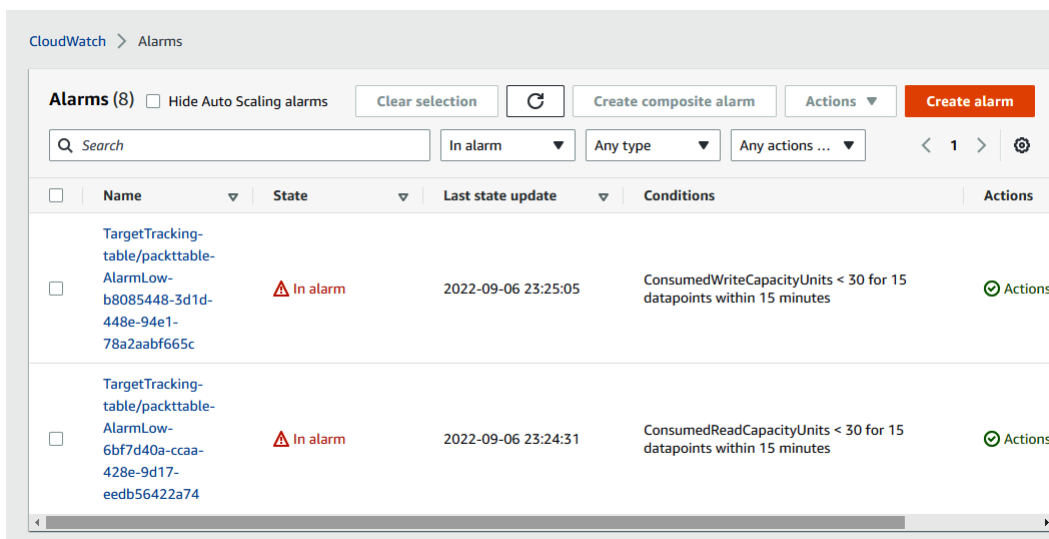 CloudWatch > Alarms
Alarms (8) Hide Auto Scaling alarms Clear selection Create composite alarm Actions Create alarm
Search In alarm Any type Any actions ... 1
Name State Last state update Conditions Actions
TargetTracking-
table/packttable-
AlarmLow-
b8085448-3d1d-
448e-94e1-
78a2aabf665c
In alarm 2022-09-06 23:25:05
ConsumedWriteCapacityUnits < 30 for 15
datapoints within 15 minutes
Actions
TargetTracking-
table/packttable-
AlarmLow-
6bf7d40a-ccaa-
428e-9d17-
eedb56422a74
In alarm 2022-09-06 23:24:31
ConsumedReadCapacityUnits < 30 for 15
datapoints within 15 minutes
Actions